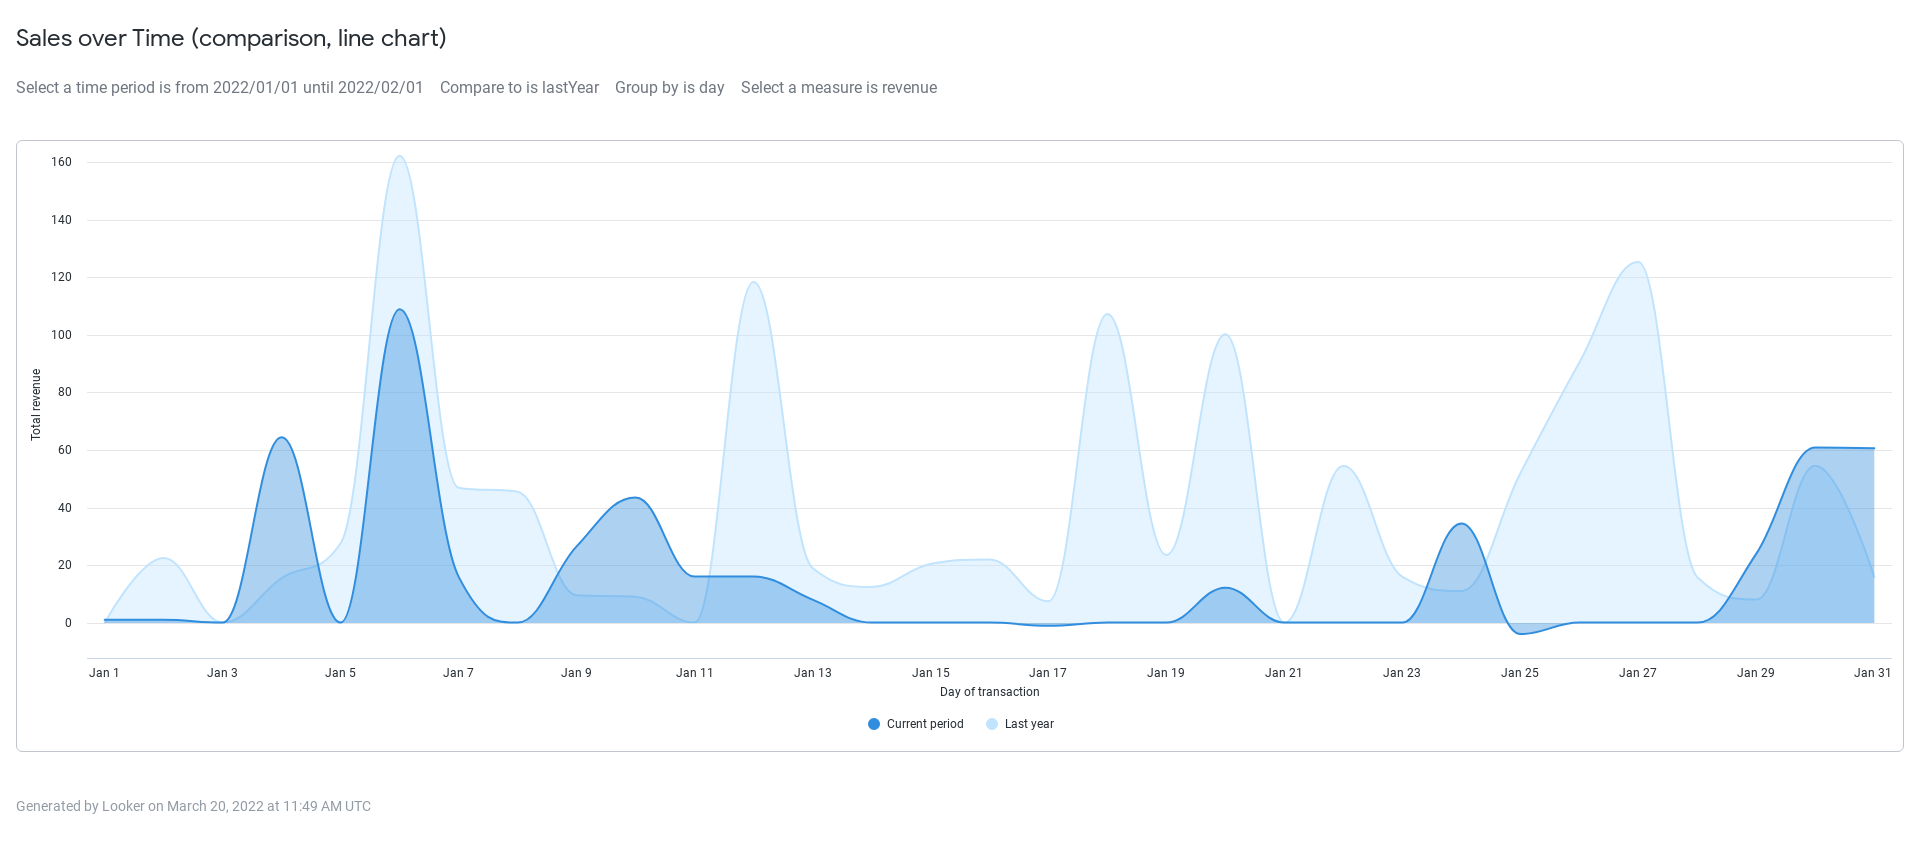 Sales over Time (comparison, line chart)
Select a time period is from 2022/01/01 until 2022/02/01 Compare to is lastYear Group by is day Select a measure is revenue
160
140
120
100
80
60
40
20
0
Total revenue
Jan 1 Jan 3 Jan 5 Jan 7 Jan 9 Jan 11 Jan 13 Jan 15 Jan 17 Jan 19 Jan 21 Jan 23 Jan 25 Jan 27 Jan 29 Jan 31
Day of transaction
Current period Last year
Generated by Looker on March 20, 2022 at 11:49 AM UTC